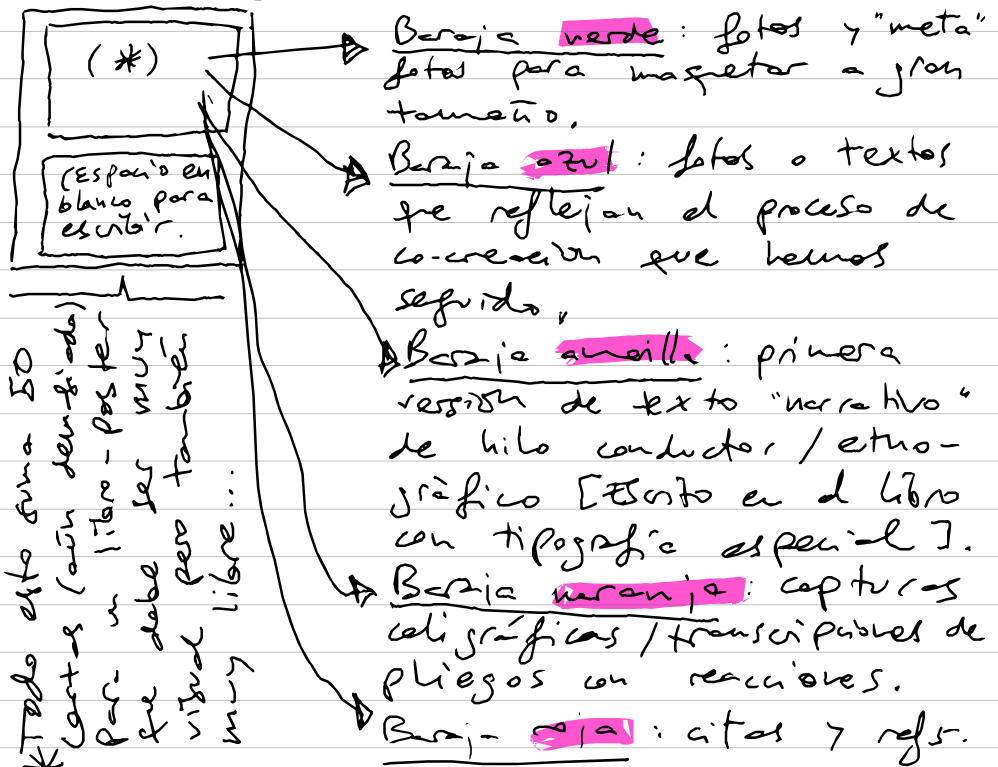 (*)
(Espacio en
blanco para
escribir.
Baraja verde: fotos y "meta"
fotos para maquetar a gran
tamaño.
Baraja azul: fotos o textos
que reflejan el proceso de
co-creación que hemos
seguido.
Baraja amarilla: primera
versión de texto "narrativo"
de hilo conductor / etno-
gráfico [Escrito en el libro
con tipografía especial].
Baraja naranja: capturas
caligráficas / transcripciones de
pliegos con reacciones.
Baraja roja: citas y refs.
* Todo esto suma 50
cartas (aún demasiado)
para un libro-poster
que debe ser muy
visual pero también
muy libre...